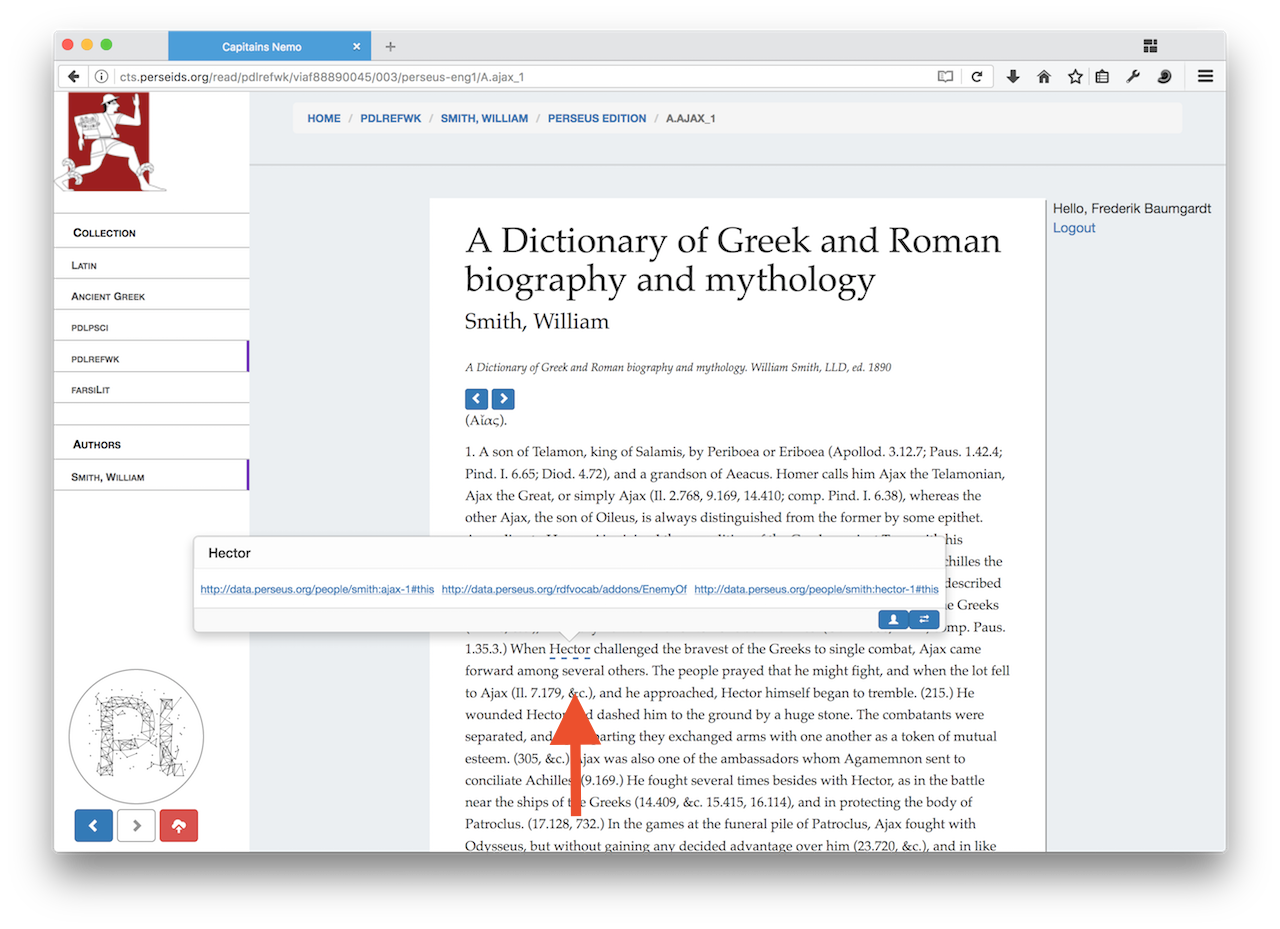 Capitains Nemo
cts.perseids.org/read/pdlrefwk/viaf88890045/003/perseus-eng1/A.ajax_1
HOME / PDLREFWK / SMITH, WILLIAM / PERSEUS EDITION / A.AJAX_1
Hello, Frederik Baumgardt
Logout
COLLECTION
LATIN
ANCIENT GREEK
PDLPSCI
PDLREFWK
FARSILIT
AUTHORS
SMITH, WILLIAM
PL
A Dictionary of Greek and Roman
biography and mythology
Smith, William
A Dictionary of Greek and Roman biography and mythology. William Smith, LLD, ed. 1890
(Αἴας).
1. A son of Telamon, king of Salamis, by Periboea or Eriboea (Apollod. 3.12.7; Paus. 1.42.4;
Pind. I. 6.65; Diod. 4.72), and a grandson of Aeacus. Homer calls him Ajax the Telamonian,
Ajax the Great, or simply Ajax (Il. 2.768, 9.169, 14.410; comp. Pind. I. 6.38), whereas the
other Ajax, the son of Oileus, is always distinguished from the former by some epithet.
his
chilles the
described
e Greeks
mp. Paus.
Hector
http://data.perseus.org/people/smith:ajax-1#this http://data.perseus.org/rdfvocab/addons/EnemyOf http://data.perseus.org/people/smith:hector-1#this
1.35.3.) When Hector challenged the bravest of the Greeks to single combat, Ajax came
forward among several others. The people prayed that he might fight, and when the lot fell
to Ajax (Il. 7.179, &c.), and he approached, Hector himself began to tremble. (215.) He
wounded Hector d dashed him to the ground by a huge stone. The combatants were
separated, and arting they exchanged arms with one another as a token of mutual
esteem. (305, &c.) Ajax was also one of the ambassadors whom Agamemnon sent to
conciliate Achilles. (9.169.) He fought several times besides with Hector, as in the battle
near the ships of the Greeks (14.409, &c. 15.415, 16.114), and in protecting the body of
Patroclus. (17.128, 732.) In the games at the funeral pile of Patroclus, Ajax fought with
Odysseus, but without gaining any decided advantage over him (23.720, &c.), and in like